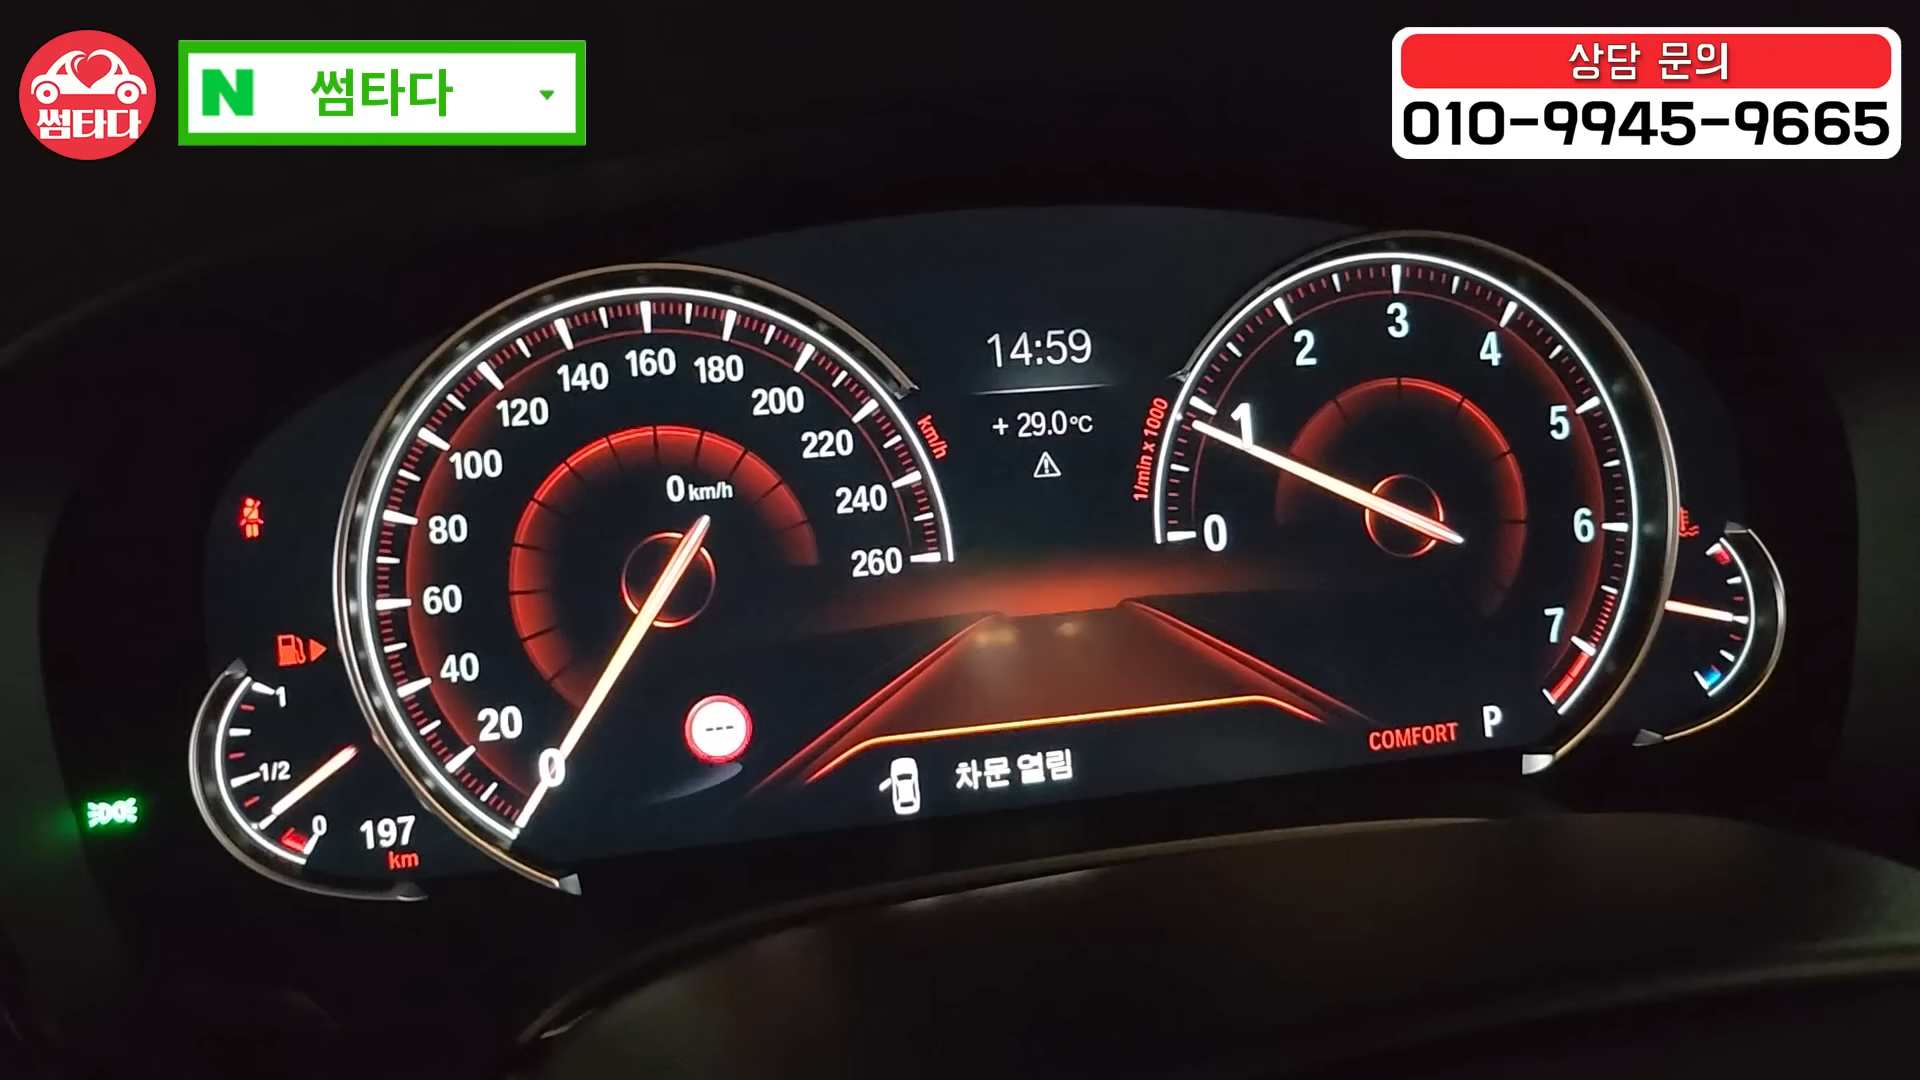 썸타다
N 썸타다
상담 문의
010-9945-9665
14:59
+ 29.0°C
0 20 40 60 80 100 120 140 160 180 200 220 240 260
km/h
0 km/h
1/min x 1000
0 1 2 3 4 5 6 7
---
차문 열림
COMFORT P
1
1/2
0
197
km